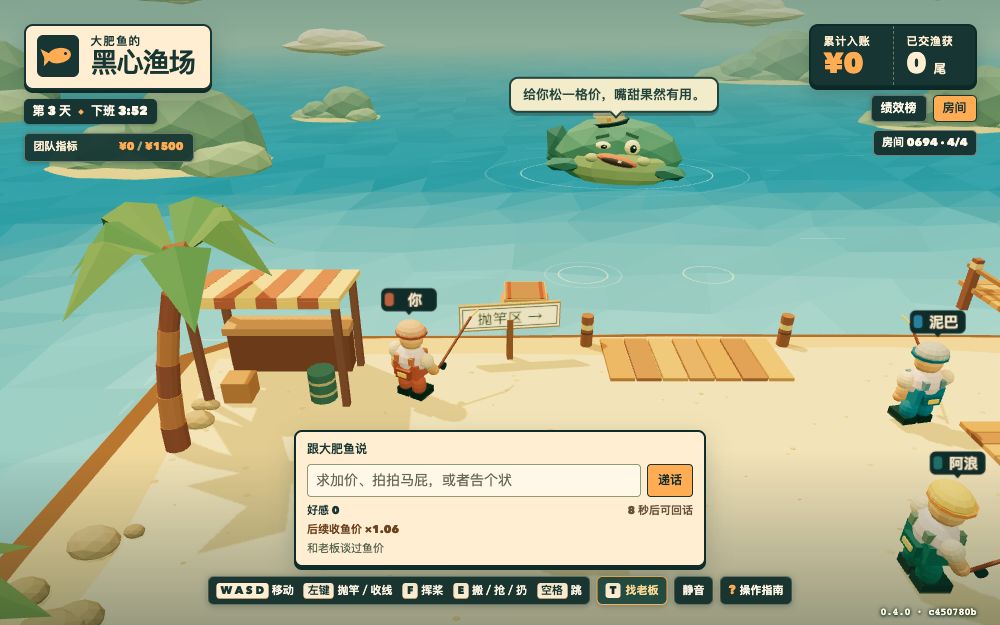 大肥鱼的
黑心渔场
第 3 天 • 下班 3:52
团队指标 ¥0 / ¥1500
累计入账 已交渔获
¥0 0 尾
绩效榜 房间
房间 0694 · 4/4
给你松一格价，嘴甜果然有用。
你
抛竿区 →
泥巴
阿浪
跟大肥鱼说
求加价、拍拍马屁，或者告个状 递话
好感 0 8 秒后可回话
后续收鱼价 ×1.06
和老板谈过鱼价
W A S D 移动 左键 抛竿 / 收线 F 挥桨 E 搬 / 抢 / 扔 空格 跳 T 找老板 静音 ? 操作指南
0.4.0 · c450780b